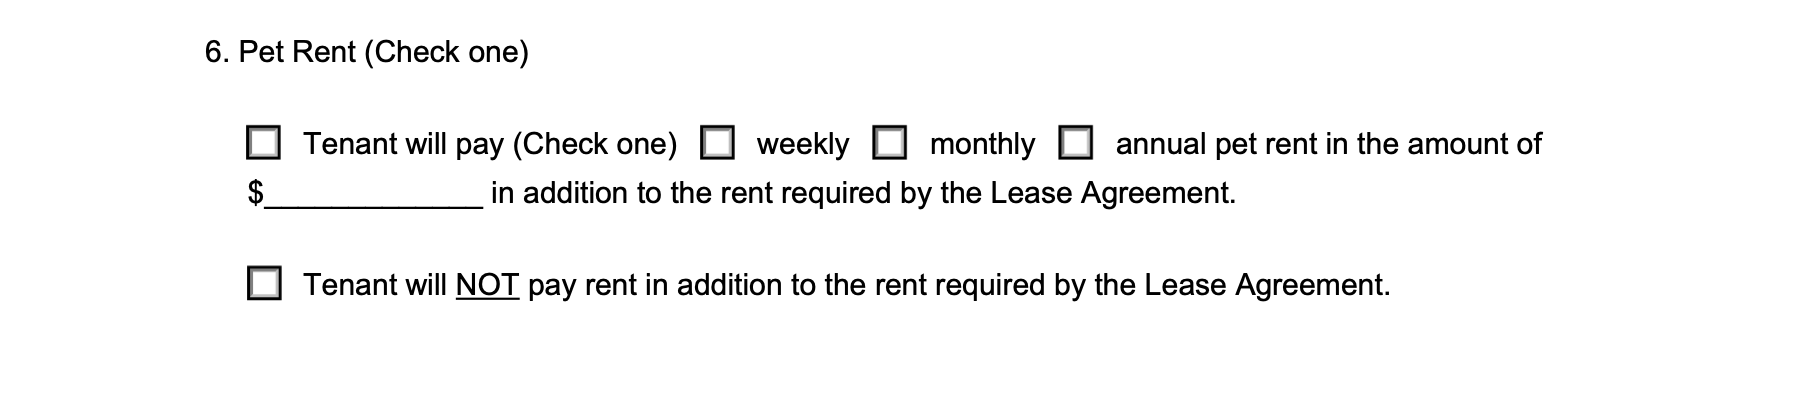 6. Pet Rent (Check one)
☐ Tenant will pay (Check one) ☐ weekly ☐ monthly ☐ annual pet rent in the amount of
$_____________ in addition to the rent required by the Lease Agreement.
☐ Tenant will NOT pay rent in addition to the rent required by the Lease Agreement.